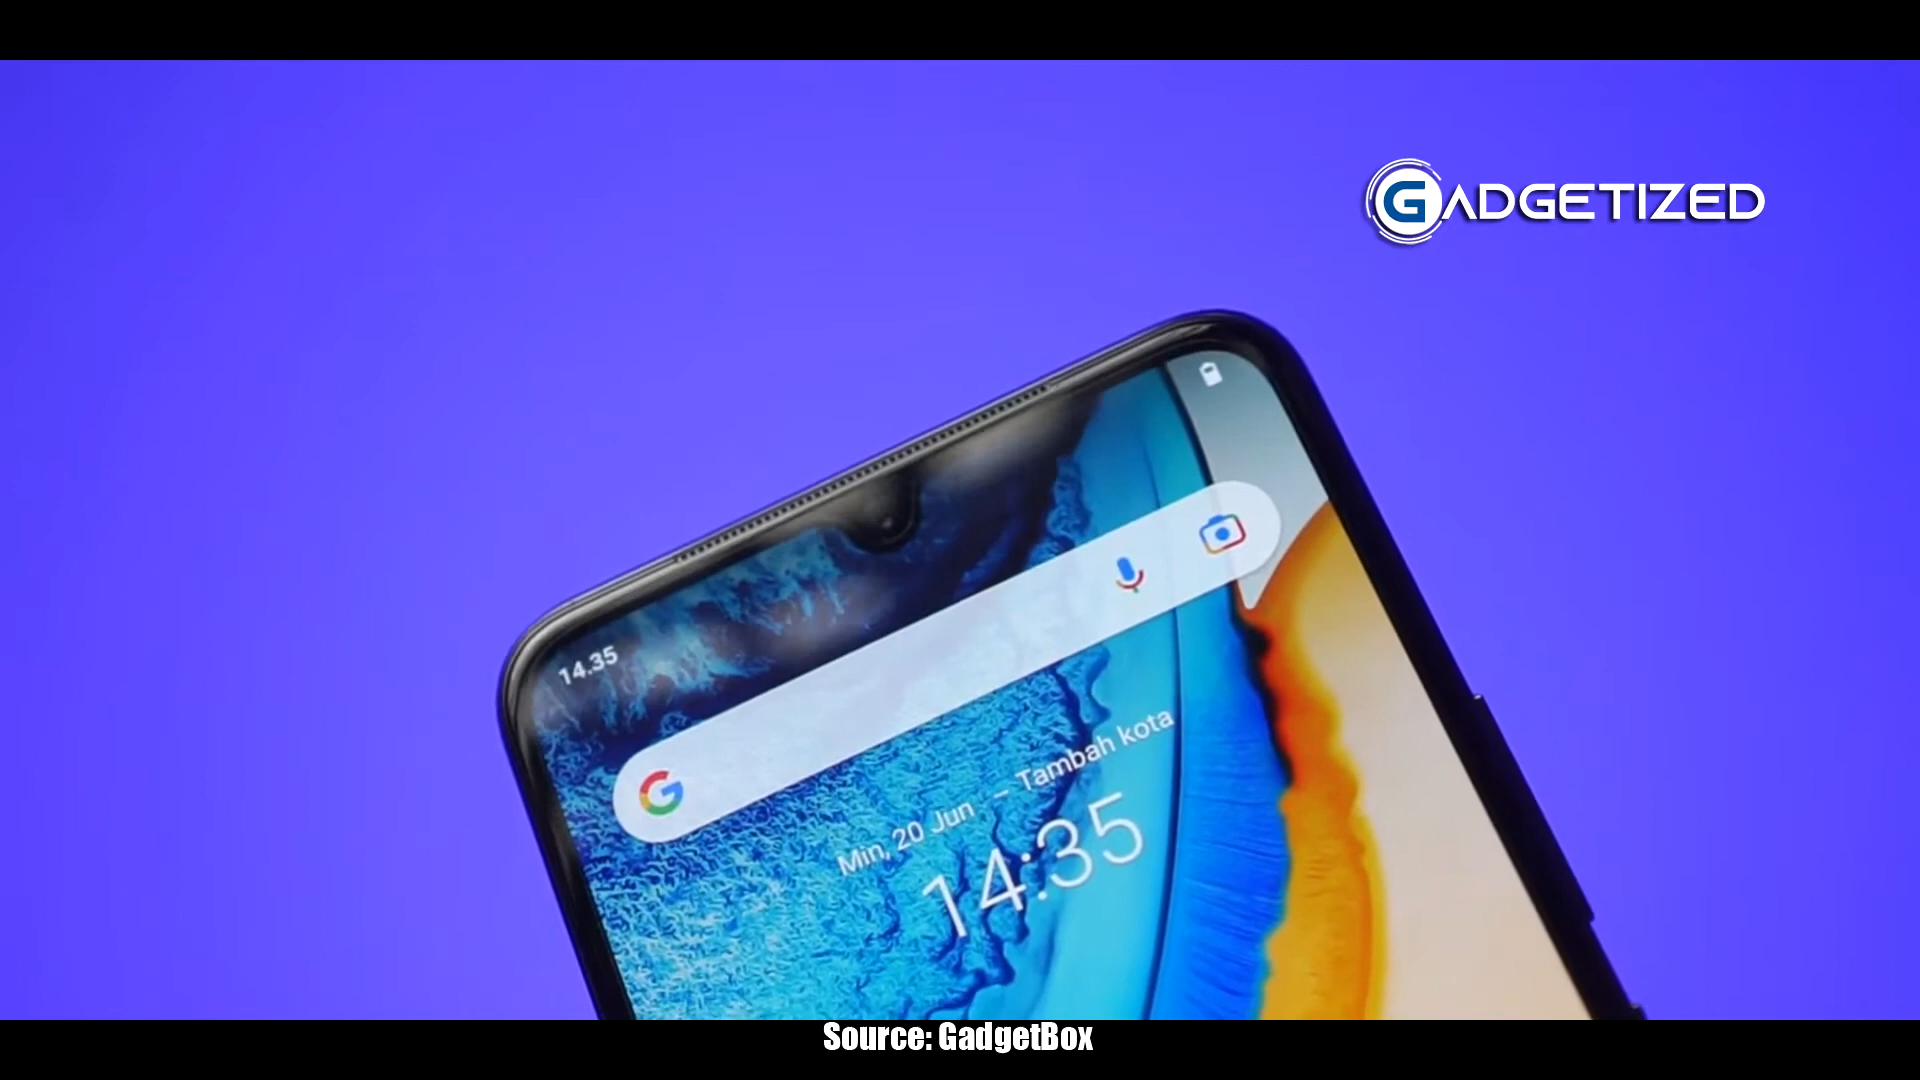 GADGETIZED
14.35
Min, 20 Jun – Tambah kota
14:35
Source: GadgetBox